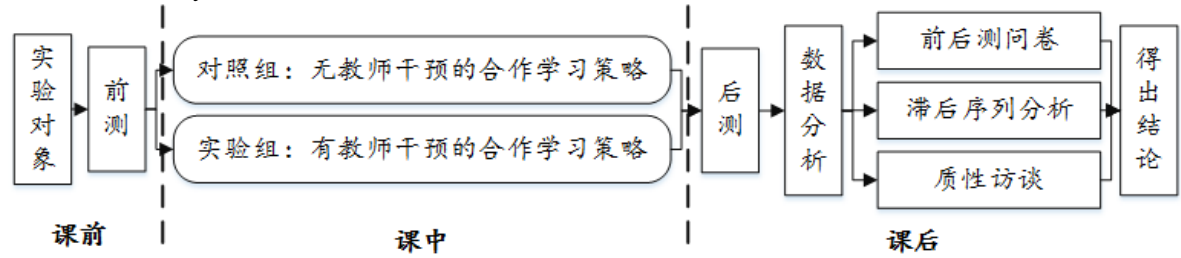 实验对象
前测
对照组：无教师干预的合作学习策略
实验组：有教师干预的合作学习策略
后测
数据分析
前后测问卷
滞后序列分析
质性访谈
得出结论
课前
课中
课后